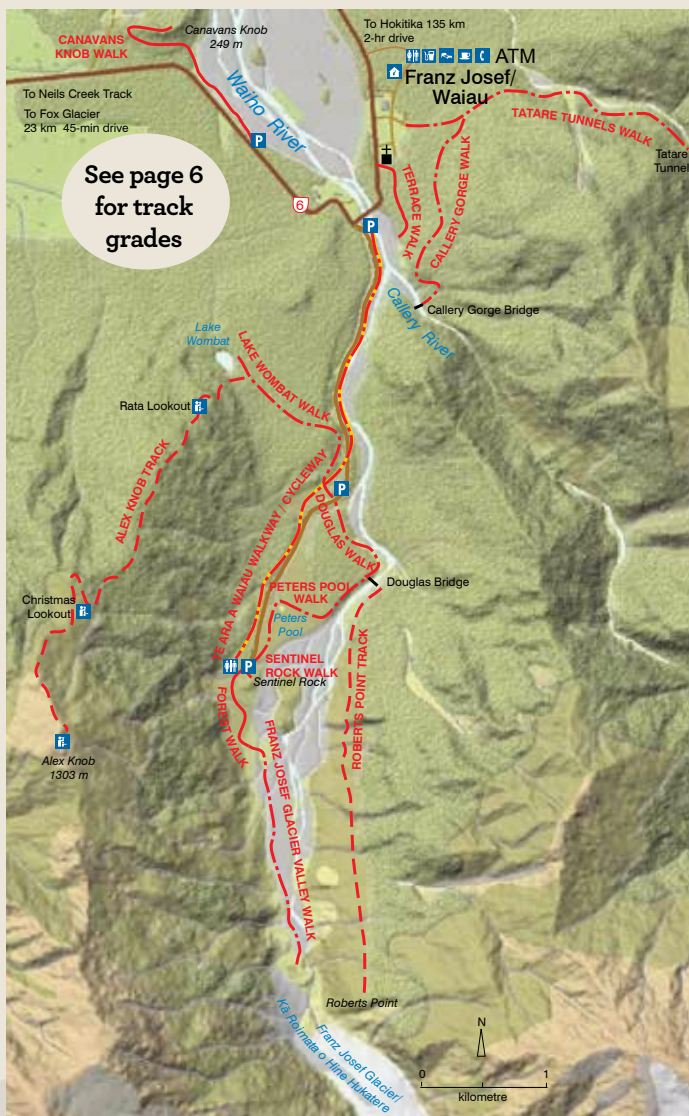 Canavans Knob
249 m
CANAVANS
KNOB WALK
To Hokitika 135 km
2-hr drive
ATM
Franz Josef/
Waiau
To Neils Creek Track
To Fox Glacier
23 km 45-min drive
Waiho River
P
TATARE TUNNELS WALK
Tatare
Tunnel
See page 6
for track
grades
6
TERRACE WALK
CALLERY GORGE WALK
P
Callery River
Callery Gorge Bridge
Lake
Wombat
LAKE WOMBAT WALK
Rata Lookout
ALEX KNOB TRACK
TE ARA A WAIAU WALKWAY / CYCLEWAY
P
DOUGLAS WALK
Douglas Bridge
PETERS POOL
WALK
Peters
Pool
Christmas
Lookout
P
SENTINEL
ROCK WALK
Sentinel Rock
FOREST WALK
ROBERTS POINT TRACK
FRANZ JOSEF GLACIER VALLEY WALK
Alex Knob
1303 m
Roberts Point
Franz Josef Glacier/
Kā Roimata o Hine Hukatere
N
0 1
kilometre